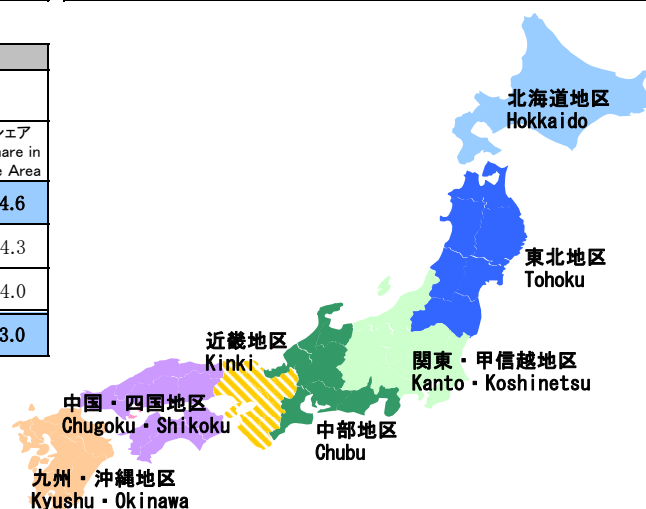 シェア
are in
Area
4.6
4.3
4.0
3.0
北海道地区
Hokkaido
東北地区
Tohoku
近畿地区
Kinki
関東・甲信越地区
Kanto・Koshinetsu
中国・四国地区
Chugoku・Shikoku
中部地区
Chubu
九州・沖縄地区
Kyushu・Okinawa